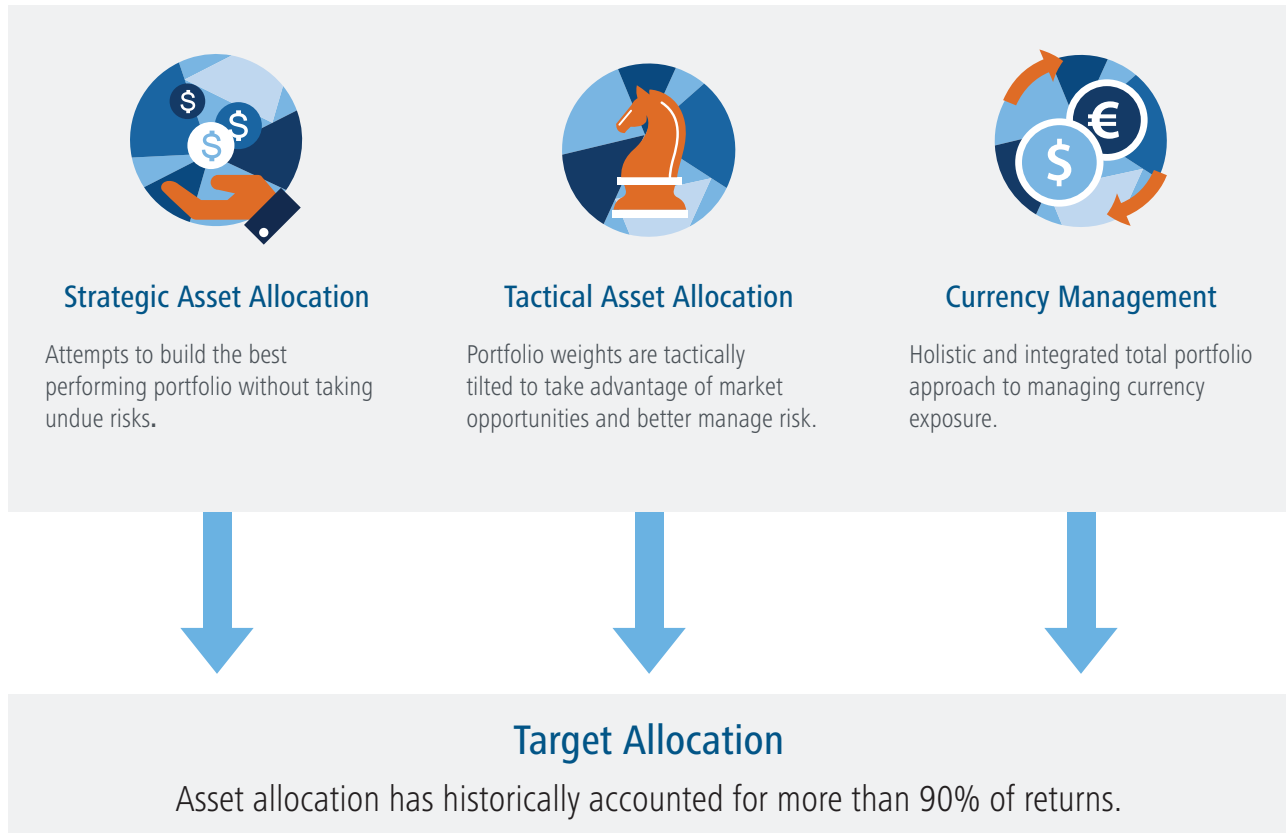 $
$
$
€
$
Strategic Asset Allocation
Attempts to build the best
performing portfolio without taking
undue risks.
Tactical Asset Allocation
Portfolio weights are tactically
tilted to take advantage of market
opportunities and better manage risk.
Currency Management
Holistic and integrated total portfolio
approach to managing currency
exposure.
Target Allocation
Asset allocation has historically accounted for more than 90% of returns.